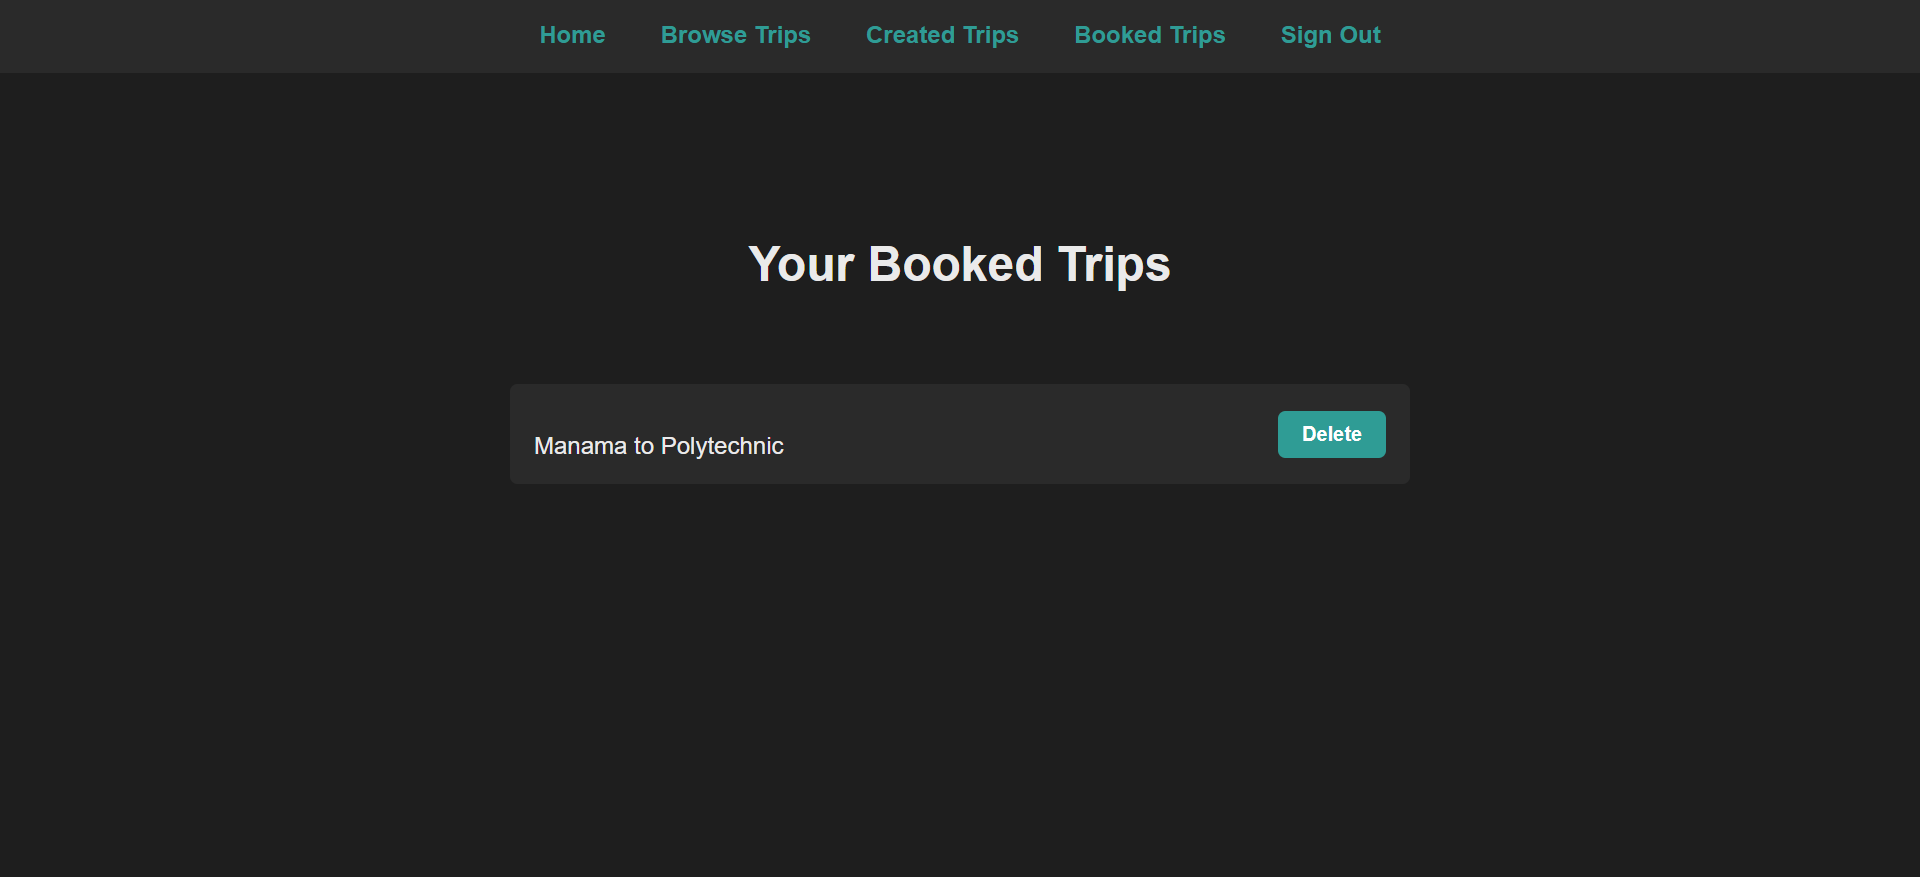 Home Browse Trips Created Trips Booked Trips Sign Out
Your Booked Trips
Manama to Polytechnic
Delete